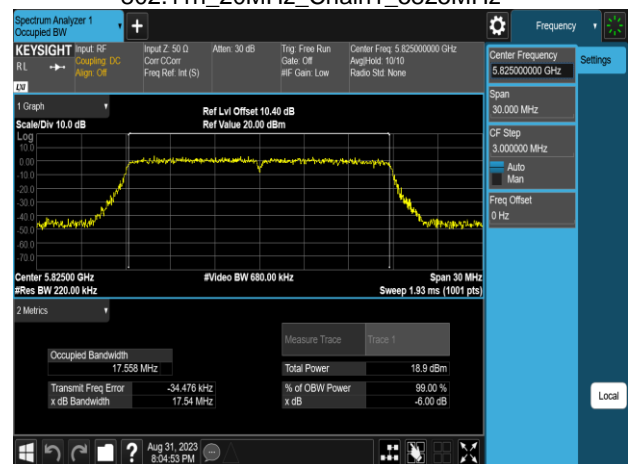 802.11n_20MHz_Chain1_5825MHz
Spectrum Analyzer 1
Occupied BW
KEYSIGHT
RL
LXI
Input: RF
Coupling: DC
Align: Off
Input Z: 50 Ω
Corr CCorr
Freq Ref: Int (S)
Atten: 30 dB
Trig: Free Run
Gate: Off
#IF Gain: Low
Center Freq: 5.825000000 GHz
Avg|Hold: 10/10
Radio Std: None
1 Graph
Scale/Div 10.0 dB
Ref Lvl Offset 10.40 dB
Ref Value 20.00 dBm
Log
10.0
0.00
-10.0
-20.0
-30.0
-40.0
-50.0
-60.0
-70.0
Center 5.82500 GHz
#Res BW 220.00 kHz
#Video BW 680.00 kHz
Span 30 MHz
Sweep 1.93 ms (1001 pts)
2 Metrics
Measure Trace Trace 1
Occupied Bandwidth
17.558 MHz
Total Power 18.9 dBm
Transmit Freq Error -34.476 kHz
% of OBW Power 99.00 %
x dB Bandwidth 17.54 MHz
x dB -6.00 dB
Frequency
Settings
Center Frequency
5.825000000 GHz
Span
30.000 MHz
CF Step
3.000000 MHz
Auto
Man
Freq Offset
0 Hz
Local
?
Aug 31, 2023
8:04:53 PM